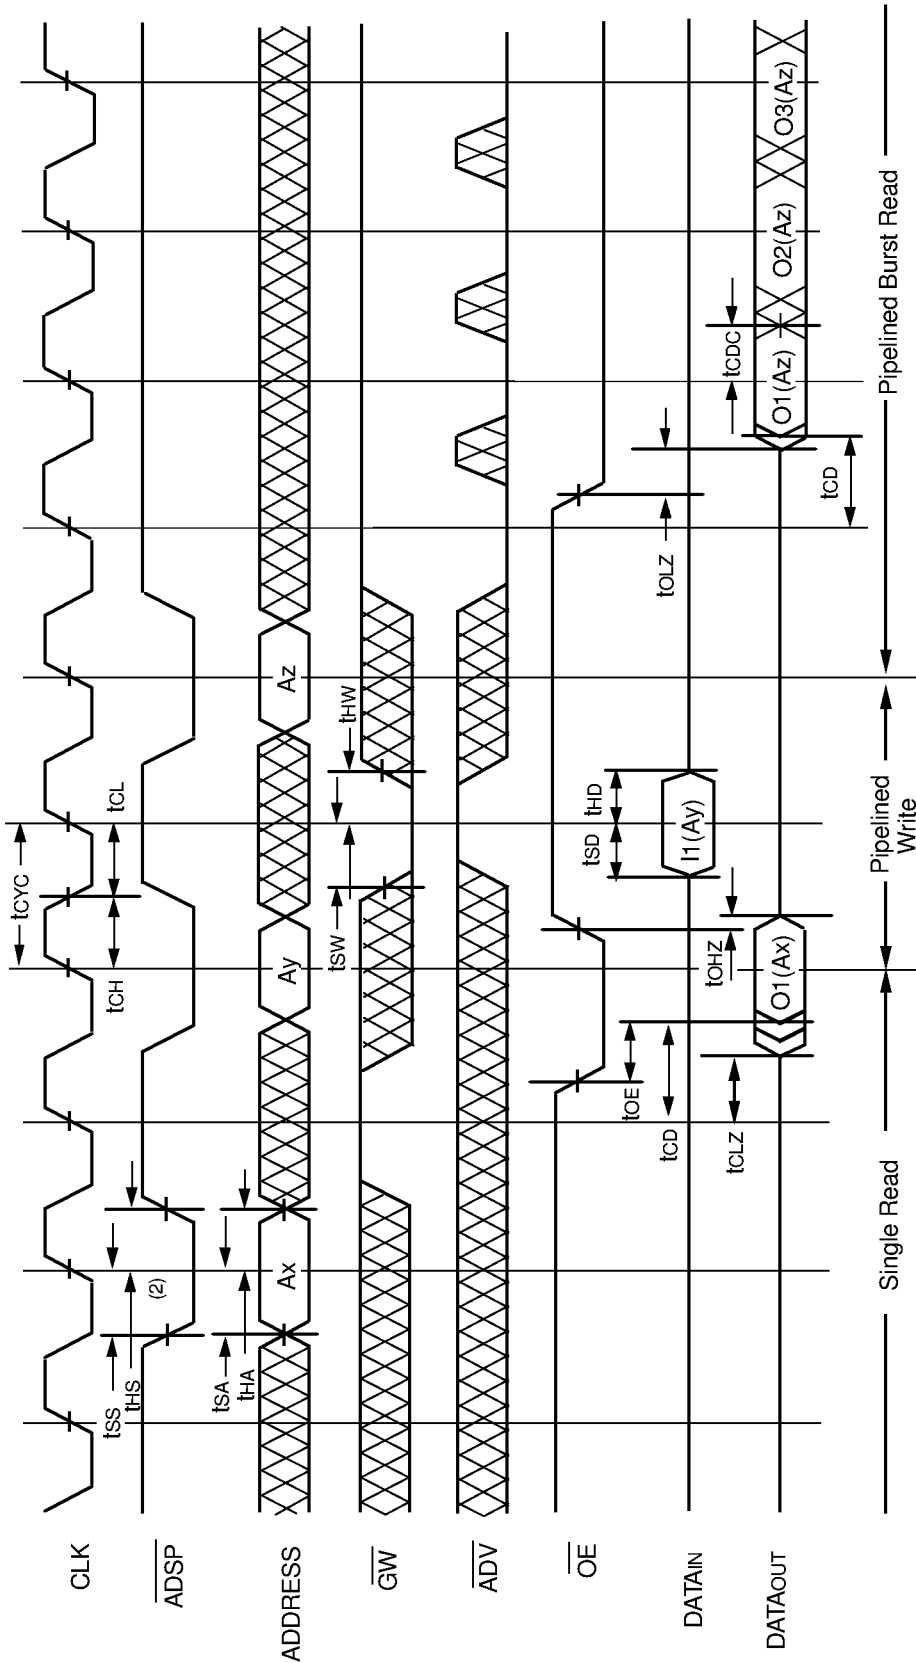 CLK
tCYC
tCH
tCL
ADSP
tSS
tHS
(2)
ADDRESS
tSA
tHA
Ax
Ay
Az
GW
tSW
tHW
ADV
OE
tOE
tOHZ
tOLZ
DATAIN
tCD
tSD
tHD
I1(Ay)
DATAOUT
tCLZ
O1(Ax)
tCD
tCDC
O1(Az)
O2(Az)
O3(Az)
Single Read
Pipelined
Write
Pipelined Burst Read